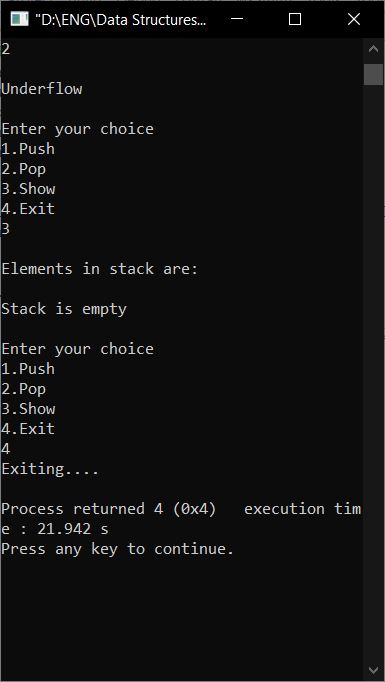 "D:\ENG\Data Structures...
2
Underflow
Enter your choice
1.Push
2.Pop
3.Show
4.Exit
3
Elements in stack are:
Stack is empty
Enter your choice
1.Push
2.Pop
3.Show
4.Exit
4
Exiting....
Process returned 4 (0x4)   execution tim
e : 21.942 s
Press any key to continue.